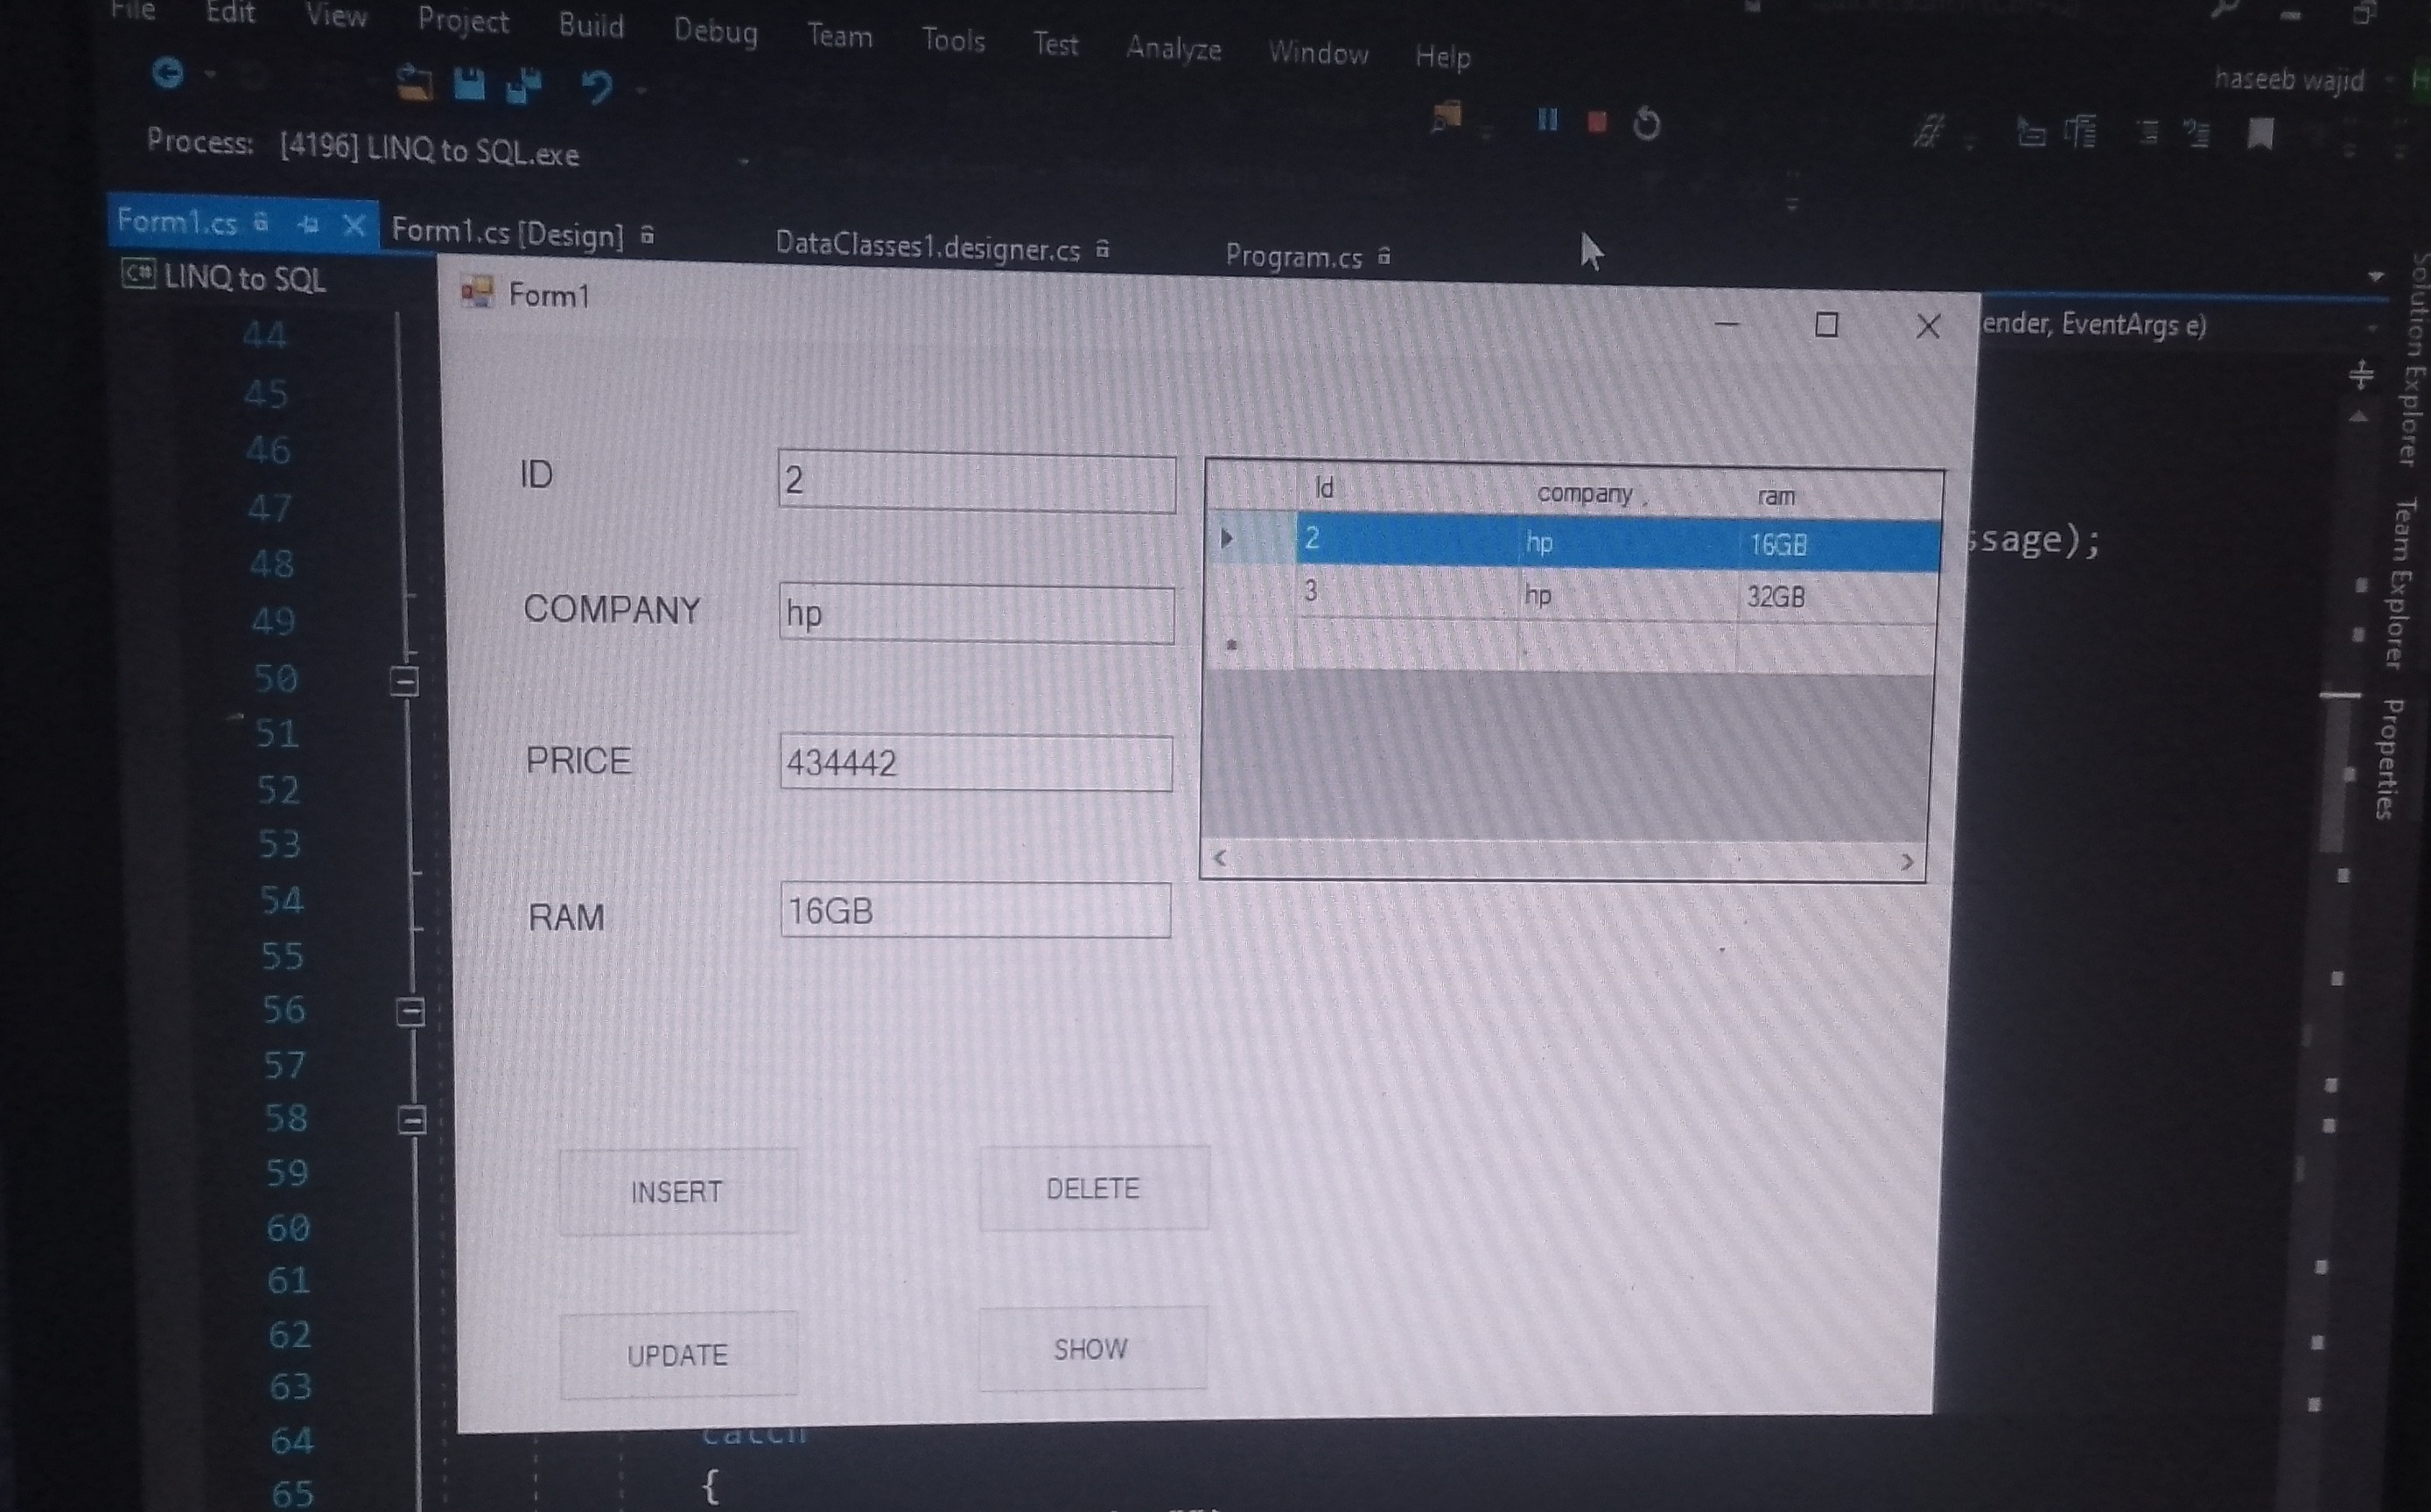 File Edit View Project Build Debug Team Tools Test Analyze Window Help
haseeb wajid
Process: [4196] LINQ to SQL.exe
Form1.cs Form1.cs [Design] DataClasses1.designer.cs Program.cs
C# LINQ to SQL
ender, EventArgs e)
Form1
44
45
46
47
48
49
50
51
52
53
54
55
56
57
58
59
60
61
62
63
64
65
ID 2
COMPANY hp
PRICE 434442
RAM 16GB
Id company ram
2 hp 16GB
3 hp 32GB
INSERT DELETE
UPDATE SHOW
ssage);
catch
{
Solution Explorer
Team Explorer
Properties